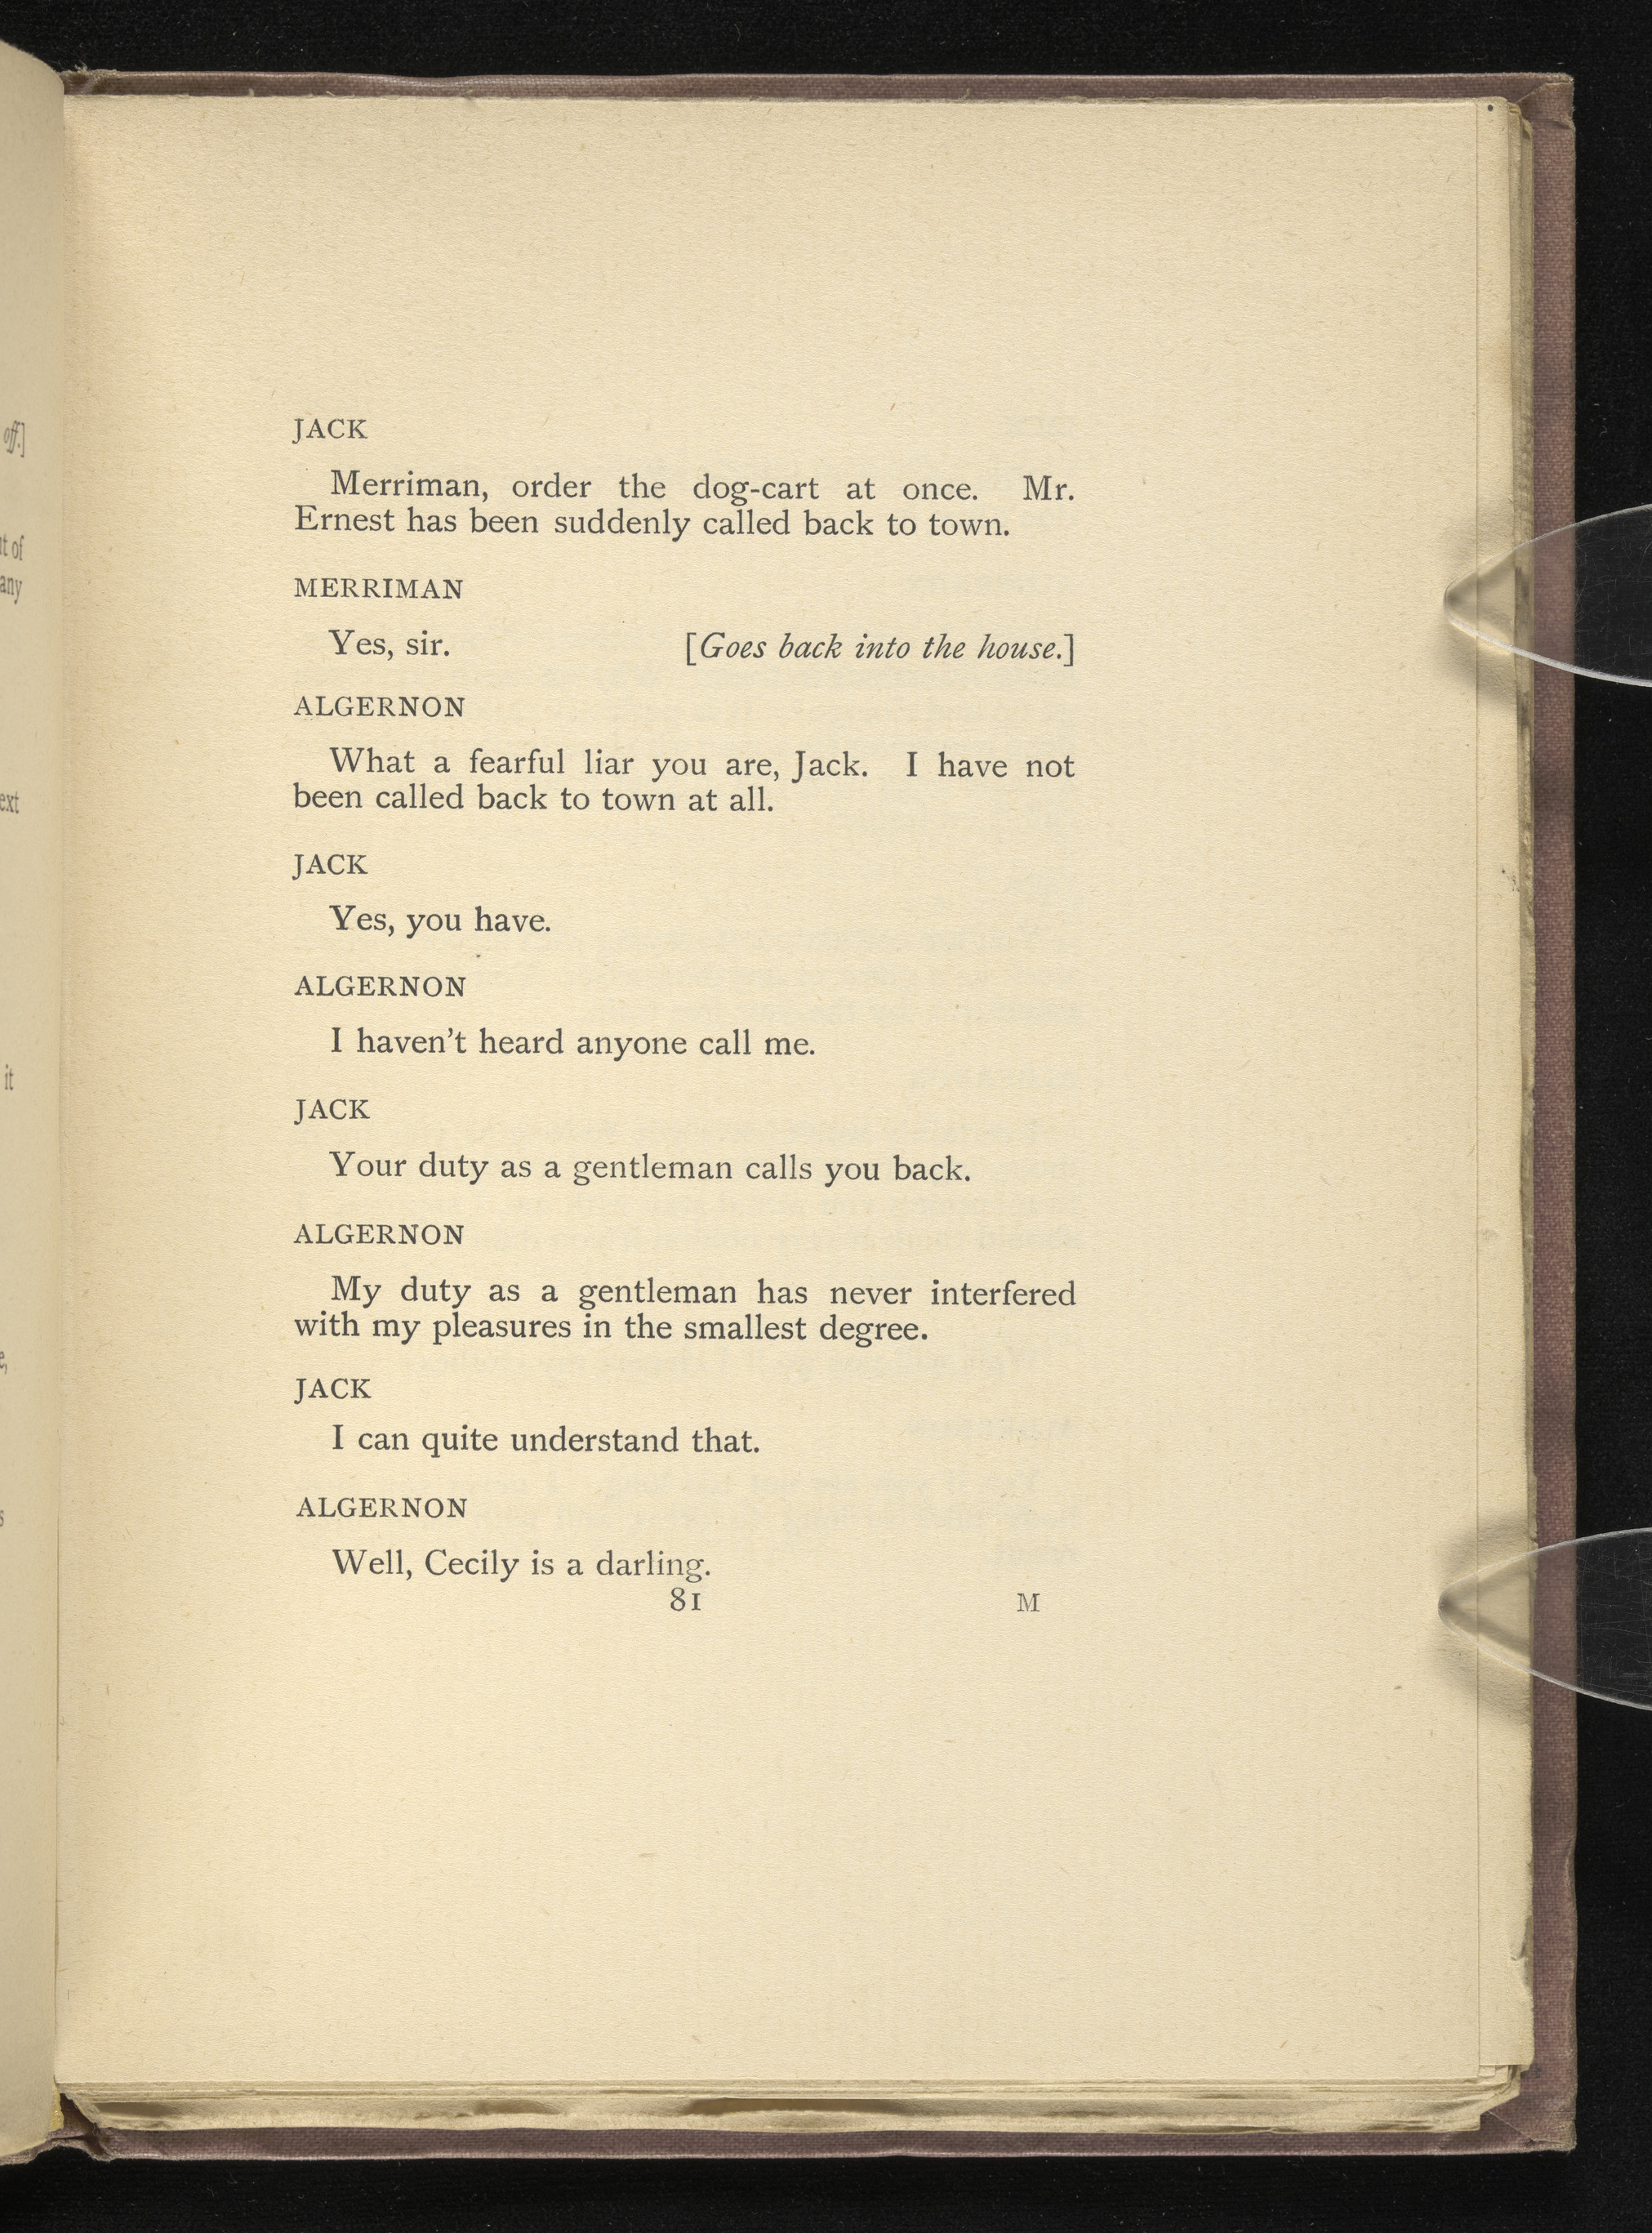 off.]
any
ext
it
JACK
Merriman, order the dog-cart at once. Mr.
Ernest has been suddenly called back to town.
MERRIMAN
Yes, sir. [Goes back into the house.]
ALGERNON
What a fearful liar you are, Jack. I have not
been called back to town at all.
JACK
Yes, you have.
ALGERNON
I haven't heard anyone call me.
JACK
Your duty as a gentleman calls you back.
ALGERNON
My duty as a gentleman has never interfered
with my pleasures in the smallest degree.
JACK
I can quite understand that.
ALGERNON
Well, Cecily is a darling.
81 M